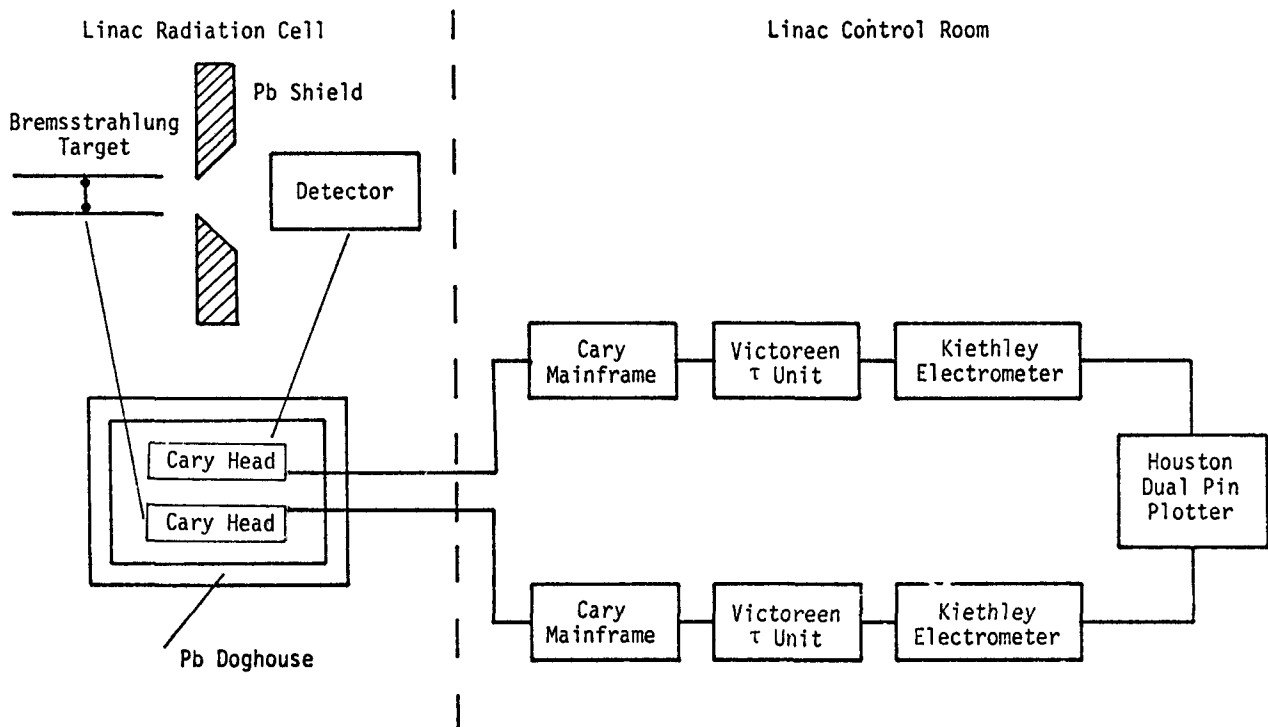 Linac Radiation Cell
Linac Control Room
Pb Shield
Bremsstrahlung
Target
Detector
Cary
Mainframe
Victoreen
τ Unit
Kiethley
Electrometer
Cary Head
Cary Head
Houston
Dual Pin
Plotter
Cary
Mainframe
Victoreen
τ Unit
Kiethley
Electrometer
Pb Doghouse